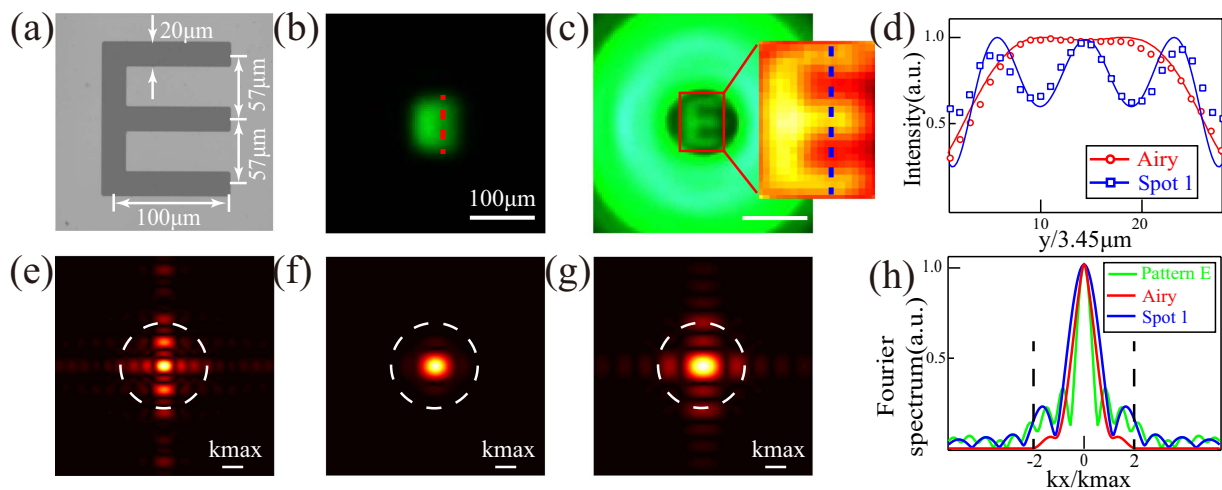 (a)
20μm
57μm
57μm
100μm
(b)
100μm
(c)
(d)
Intensity(a.u.)
1.0
0.5
Airy
Spot 1
10
20
y/3.45μm
(e)
kmax
(f)
kmax
(g)
kmax
(h)
Fourier
spectrum(a.u.)
1.0
0.5
Pattern E
Airy
Spot 1
-2
0
2
kx/kmax